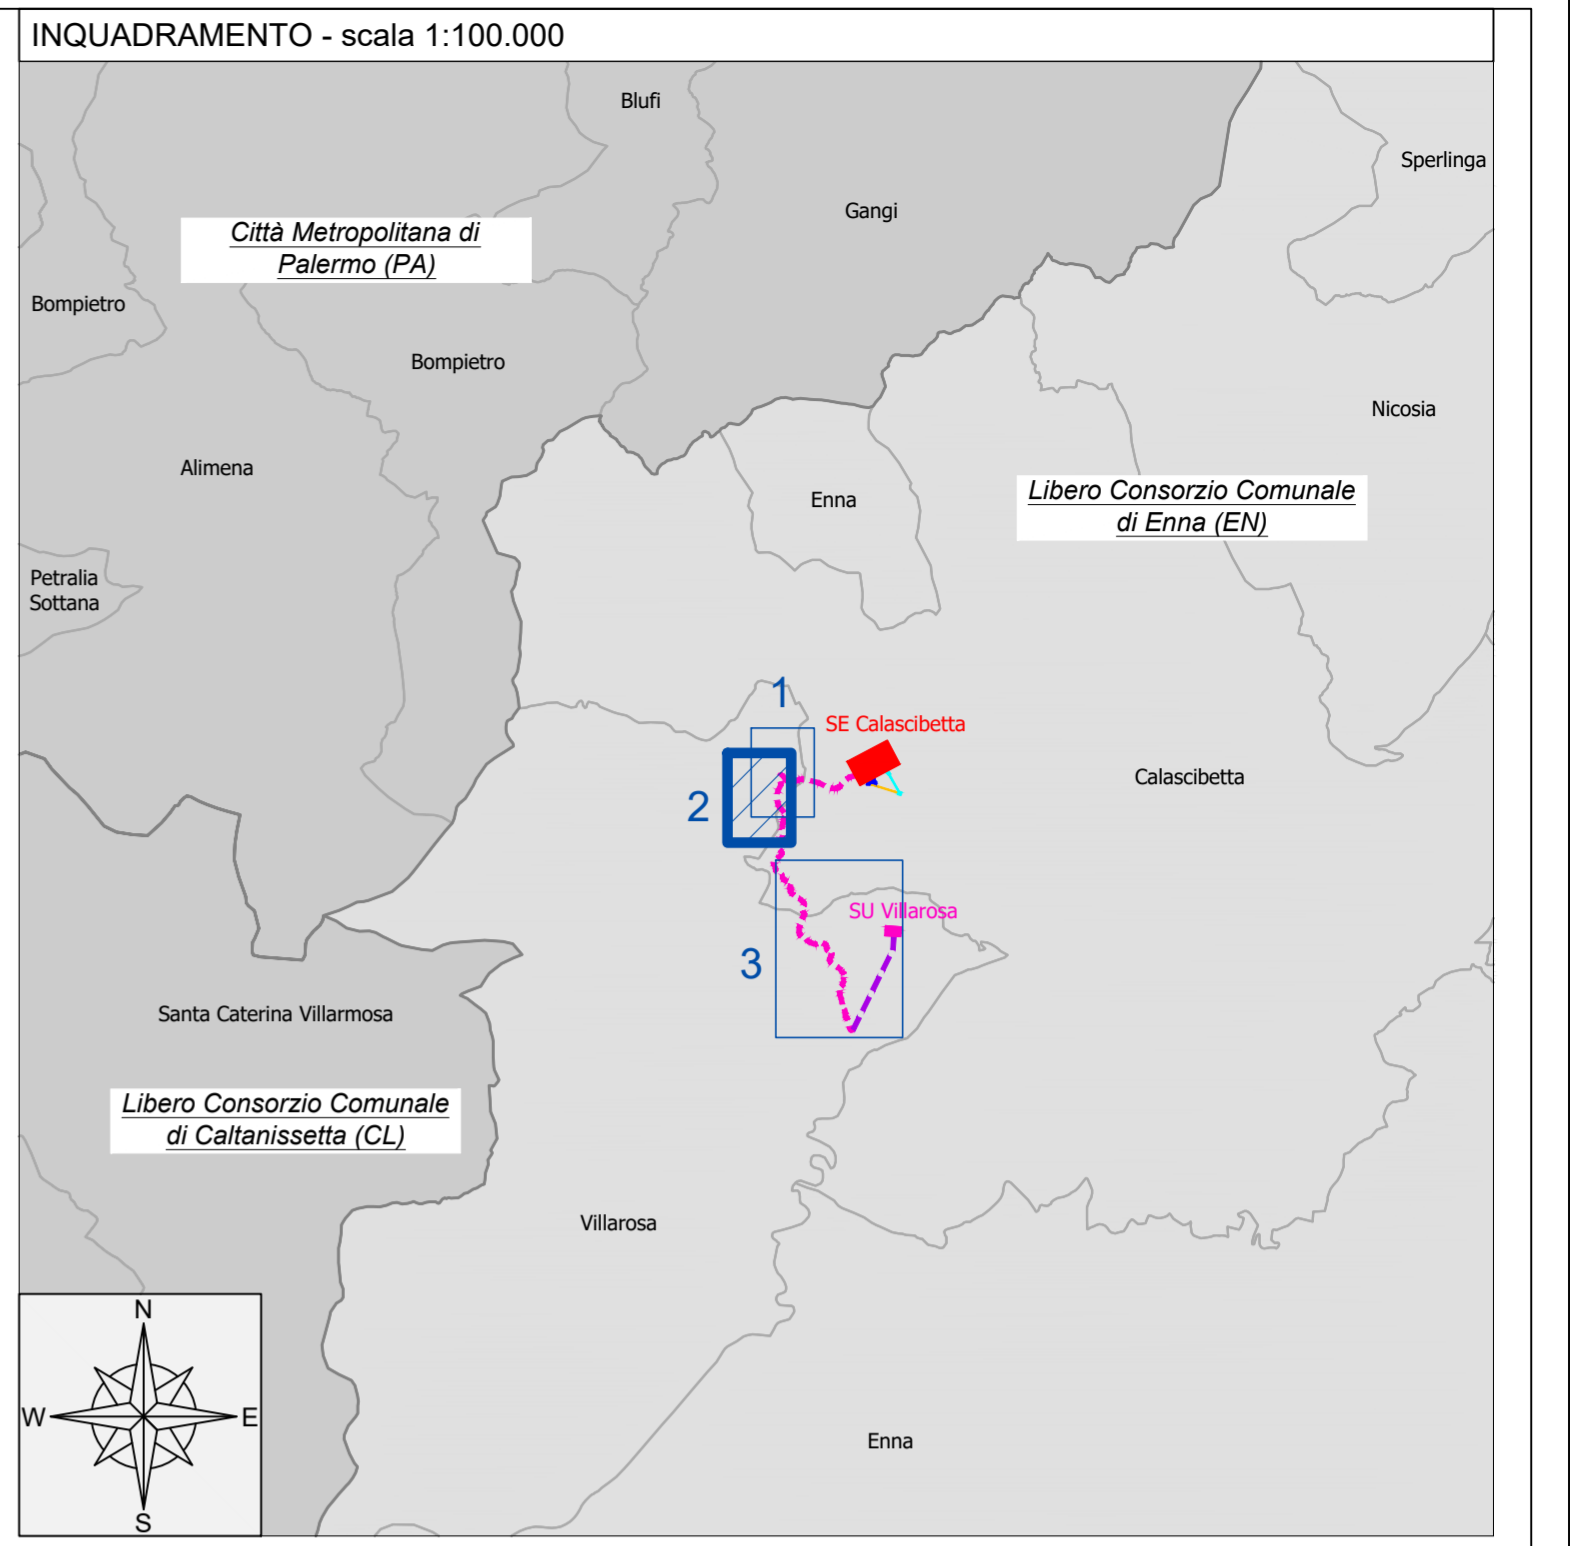 INQUADRAMENTO - scala 1:100.000
Blufi
Sperlinga
Gangi
Città Metropolitana di
Palermo (PA)
Bompietro
Bompietro
Nicosia
Alimena
Enna
Libero Consorzio Comunale
di Enna (EN)
Petralia
Sottana
1
SE Calascibetta
Calascibetta
2
SU Villarosa
3
Santa Caterina Villarmosa
Libero Consorzio Comunale
di Caltanissetta (CL)
Villarosa
N
W
E
S
Enna